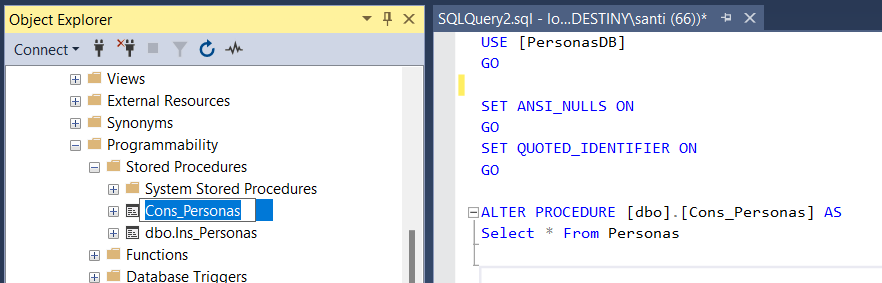 Object Explorer
Connect
Views
External Resources
Synonyms
Programmability
Stored Procedures
System Stored Procedures
Cons_Personas
dbo.Ins_Personas
Functions
Database Triggers
SQLQuery2.sql - lo...DESTINY\santi (66))*
USE [PersonasDB]
GO
SET ANSI_NULLS ON
GO
SET QUOTED_IDENTIFIER ON
GO
ALTER PROCEDURE [dbo].[Cons_Personas] AS
Select * From Personas